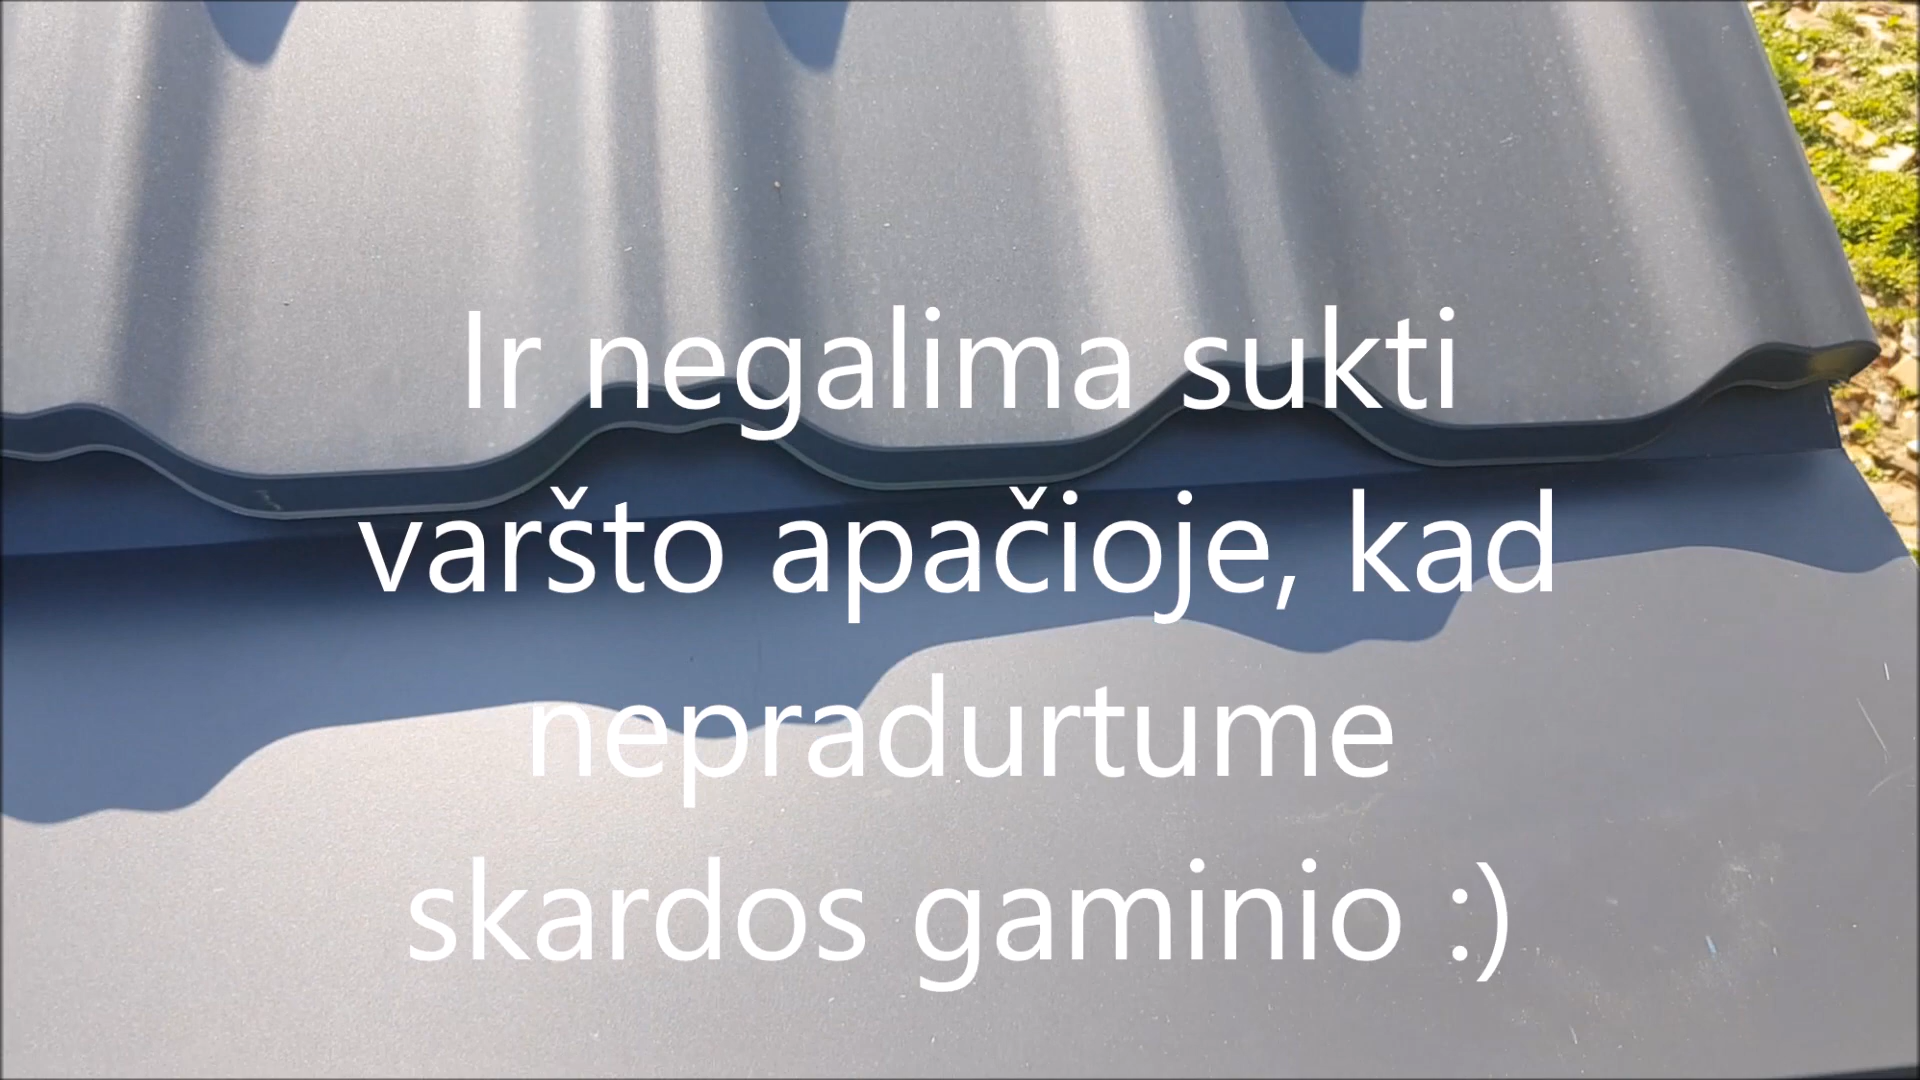 Ir negalima sukti
varšto apačioje, kad
nepradurtume
skardos gaminio :)